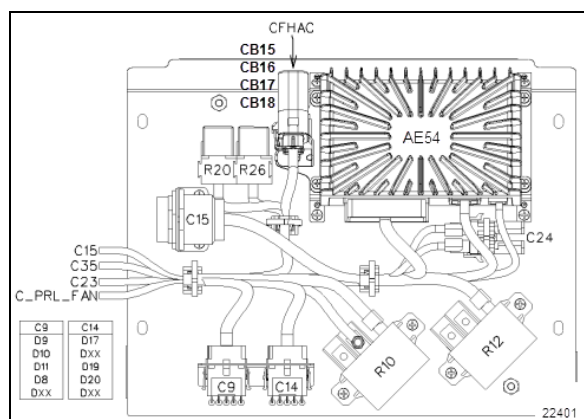 CFHAC
CB15
CB16
CB17
CB18
AE54
R20 R26
C15
C24
C15
C35
C23
C_PRL_FAN
R12
R10
C9 C14
C9 C14
D9 D17
D10 DXX
D11 D19
D8 D20
DXX DXX
22401